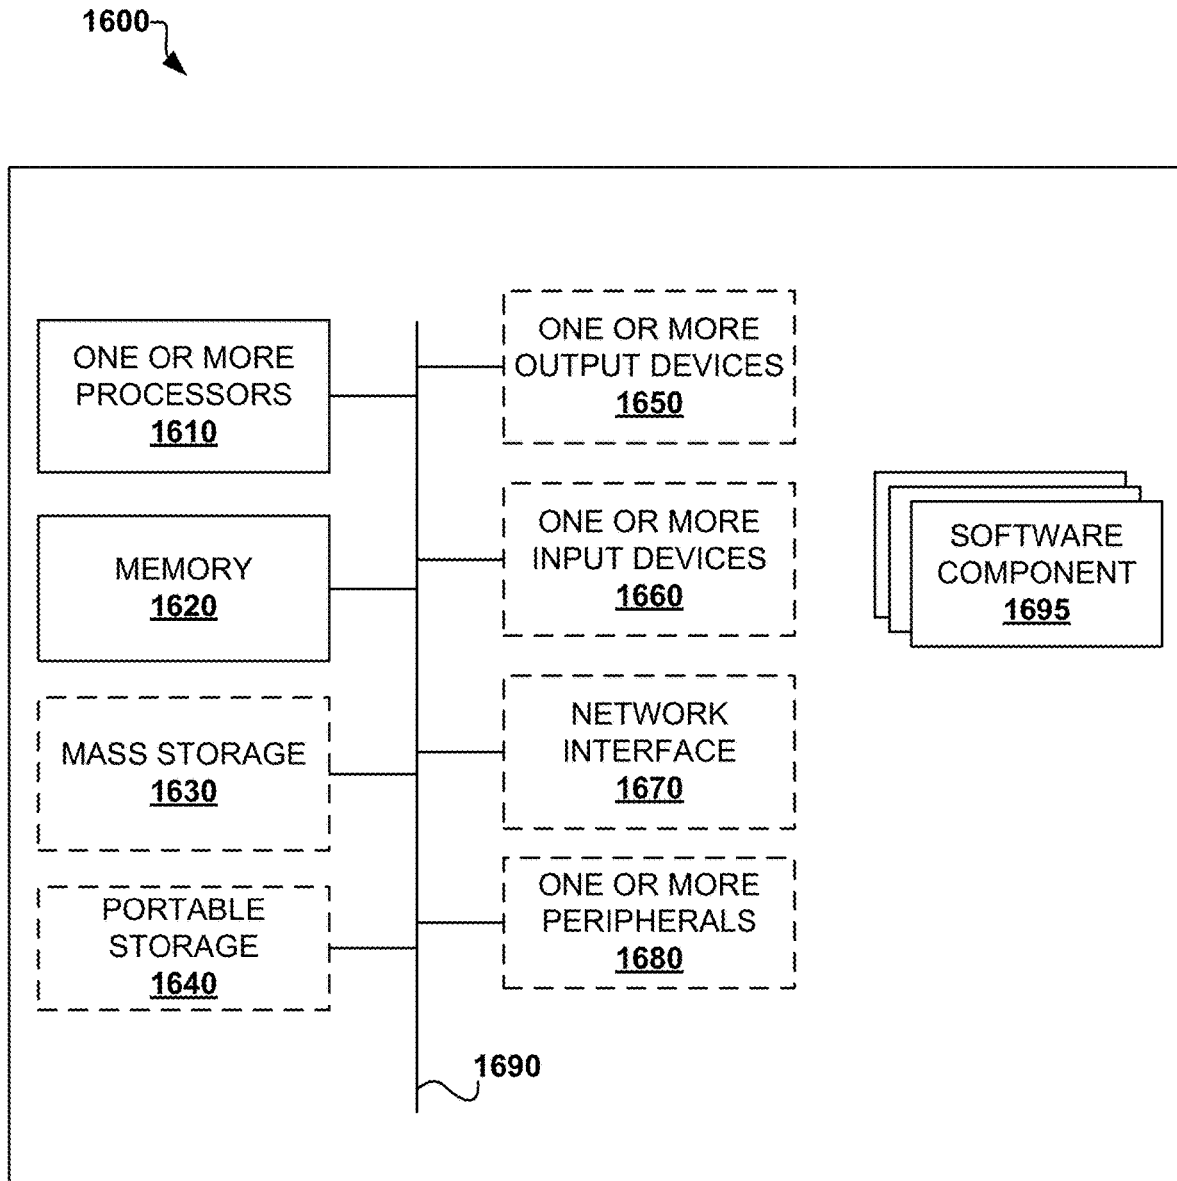 1600
ONE OR MORE
PROCESSORS
1610
MEMORY
1620
MASS STORAGE
1630
PORTABLE
STORAGE
1640
ONE OR MORE
OUTPUT DEVICES
1650
ONE OR MORE
INPUT DEVICES
1660
NETWORK
INTERFACE
1670
ONE OR MORE
PERIPHERALS
1680
1690
SOFTWARE
COMPONENT
1695